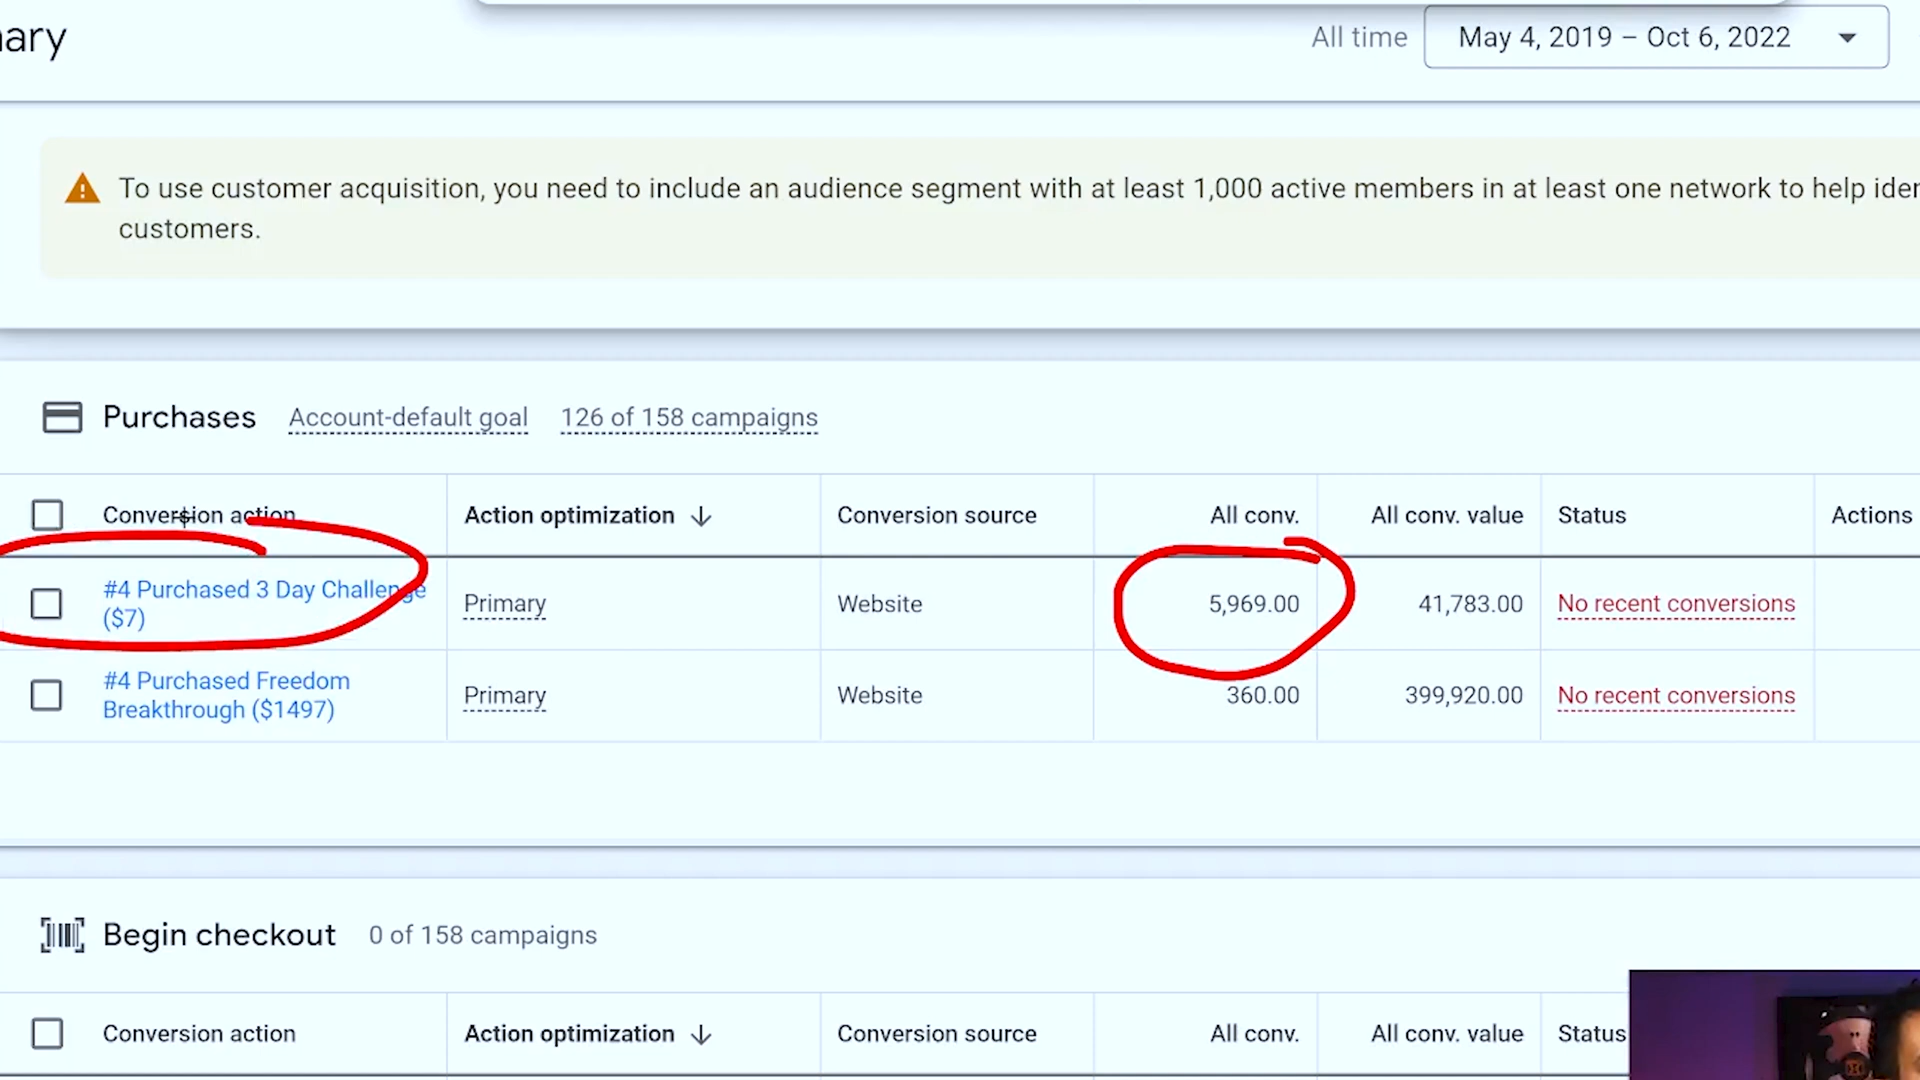 All time May 4, 2019 – Oct 6, 2022
To use customer acquisition, you need to include an audience segment with at least 1,000 active members in at least one network to help
customers.
Purchases Account-default goal 126 of 158 campaigns
Conversion action Action optimization Conversion source All conv. All conv. value Status Actions
#4 Purchased 3 Day Challenge
($7) Primary Website 5,969.00 41,783.00 No recent conversions
#4 Purchased Freedom
Breakthrough ($1497) Primary Website 360.00 399,920.00 No recent conversions
Begin checkout 0 of 158 campaigns
Conversion action Action optimization Conversion source All conv. All conv. value Status